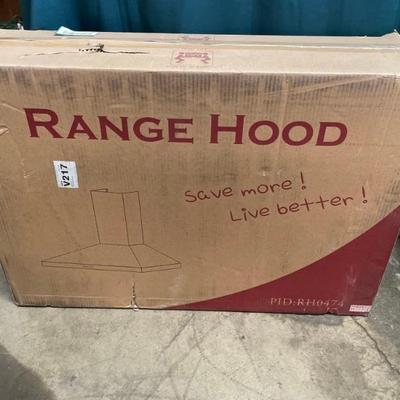 RANGE HOOD
V217
Save more!
Live better!
PID:RH0474